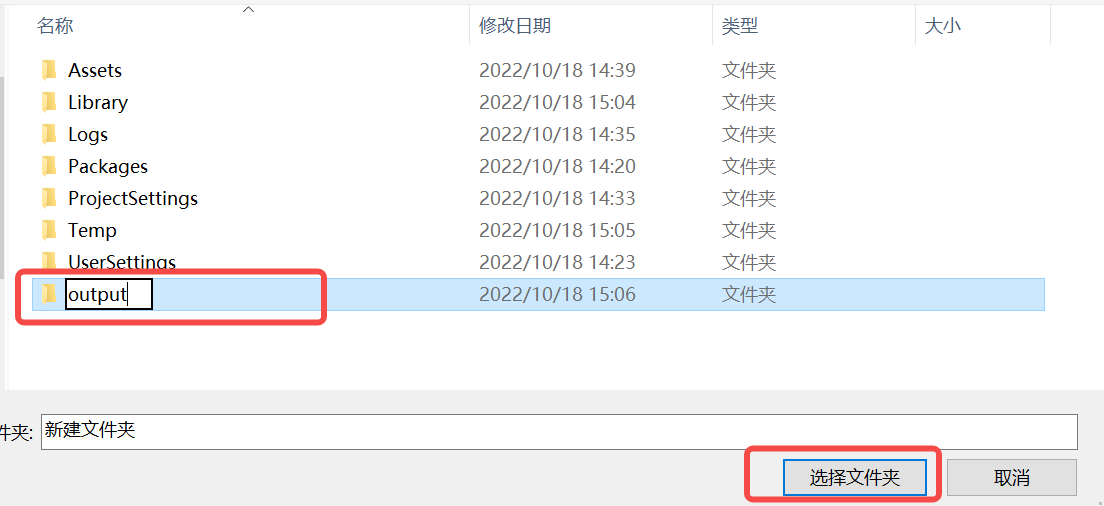 名称 修改日期 类型 大小
Assets 2022/10/18 14:39 文件夹
Library 2022/10/18 15:04 文件夹
Logs 2022/10/18 14:35 文件夹
Packages 2022/10/18 14:20 文件夹
ProjectSettings 2022/10/18 14:33 文件夹
Temp 2022/10/18 15:05 文件夹
UserSettings 2022/10/18 14:23 文件夹
output 2022/10/18 15:06 文件夹
件夹: 新建文件夹
选择文件夹 取消